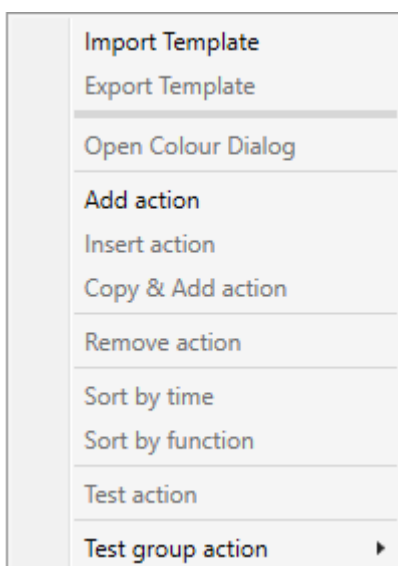 Import Template
Export Template
Open Colour Dialog
Add action
Insert action
Copy & Add action
Remove action
Sort by time
Sort by function
Test action
Test group action